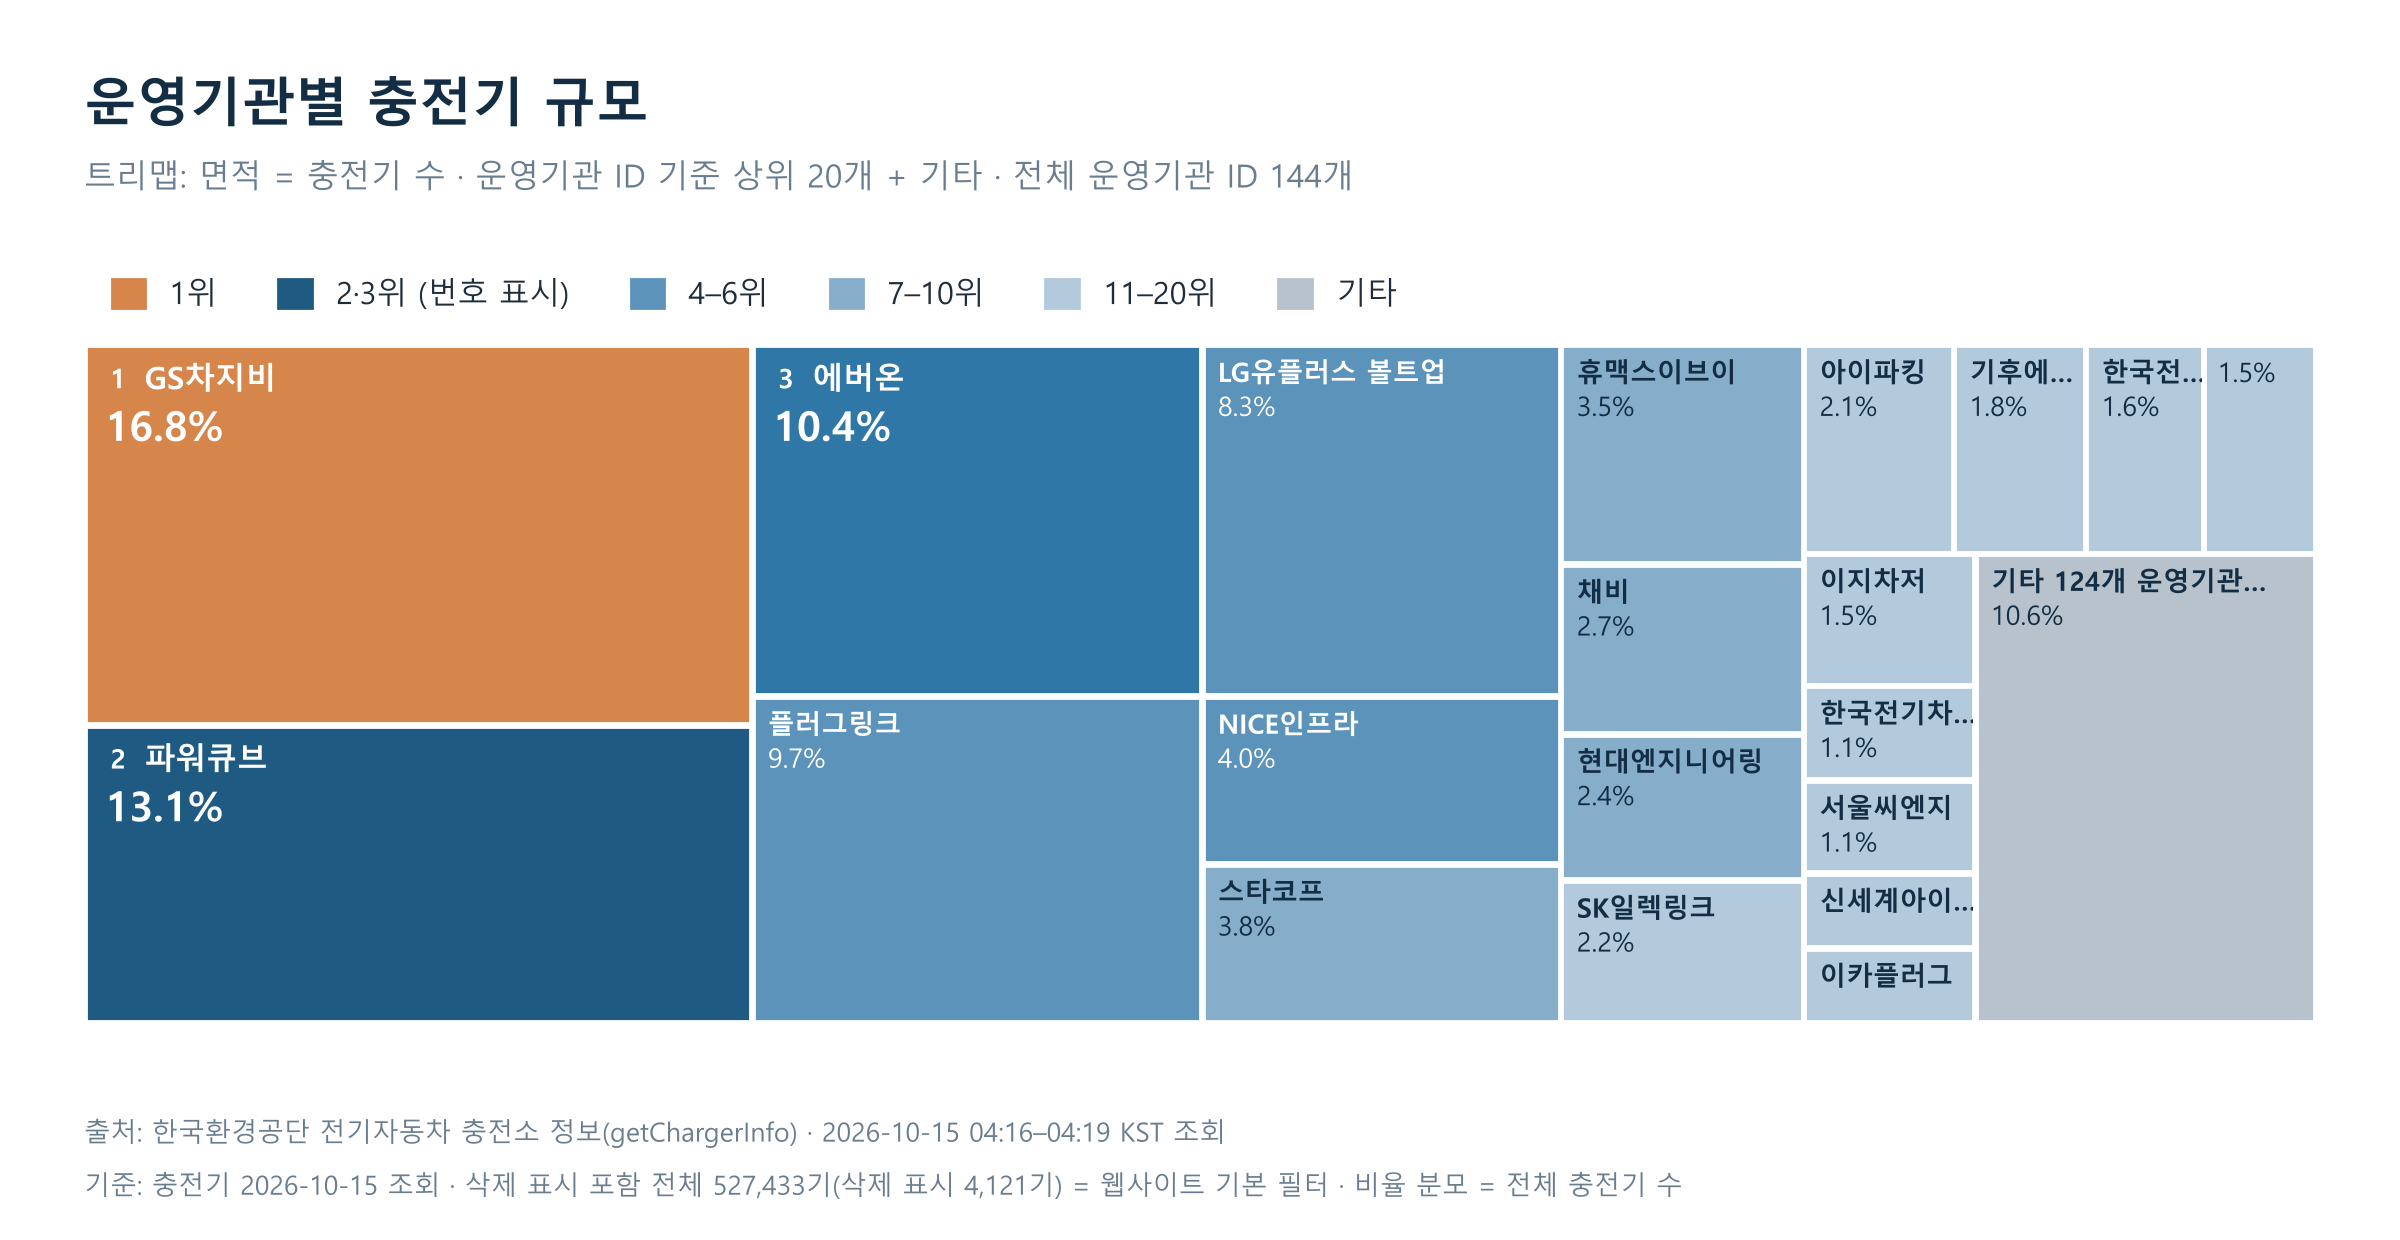 운영기관별 충전기 규모
트리맵: 면적 = 충전기 수 · 운영기관 ID 기준 상위 20개 + 기타 · 전체 운영기관 ID 144개
1위
2·3위 (번호 표시)
4–6위
7–10위
11–20위
기타
1 GS차지비
16.8%
2 파워큐브
13.1%
3 에버온
10.4%
플러그링크
9.7%
LG유플러스 볼트업
8.3%
NICE인프라
4.0%
스타코프
3.8%
휴맥스이브이
3.5%
채비
2.7%
현대엔지니어링
2.4%
SK일렉링크
2.2%
아이파킹
2.1%
기후에...
1.8%
한국전...
1.6%
1.5%
이지차저
1.5%
한국전기차...
1.1%
서울씨엔지
1.1%
신세계아이...
이카플러그
기타 124개 운영기관...
10.6%
출처: 한국환경공단 전기자동차 충전소 정보(getChargerInfo) · 2026-10-15 04:16–04:19 KST 조회
기준: 충전기 2026-10-15 조회 · 삭제 표시 포함 전체 527,433기(삭제 표시 4,121기) = 웹사이트 기본 필터 · 비율 분모 = 전체 충전기 수